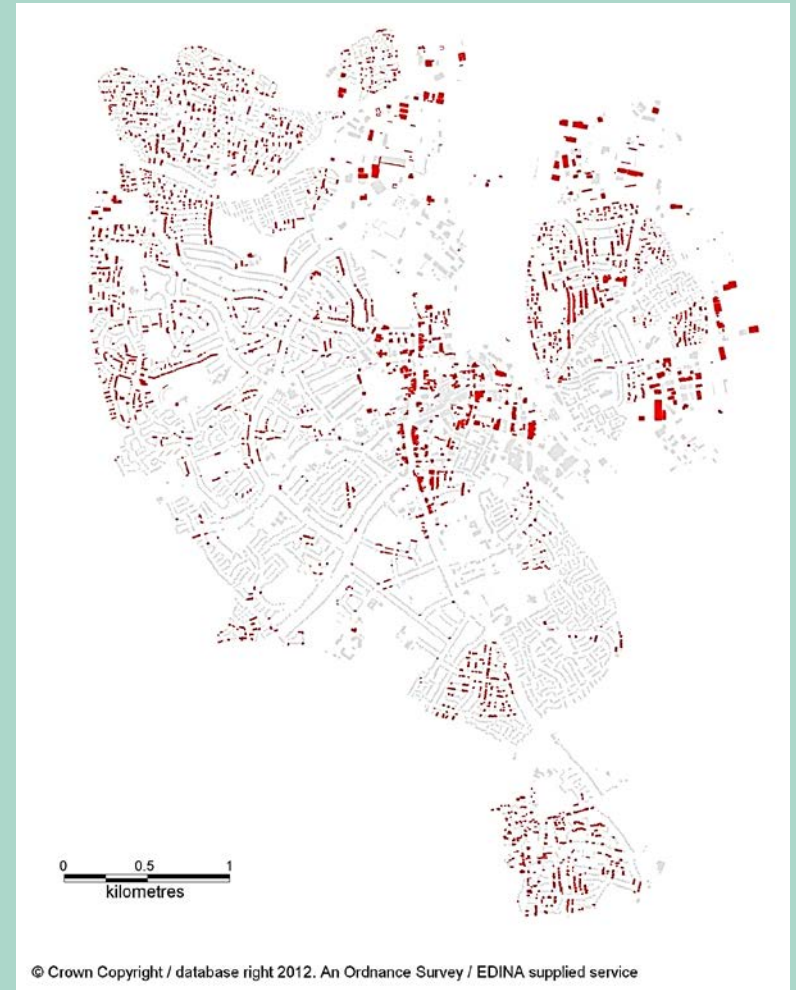 0 0.5 1
kilometres
© Crown Copyright / database right 2012. An Ordnance Survey / EDINA supplied service